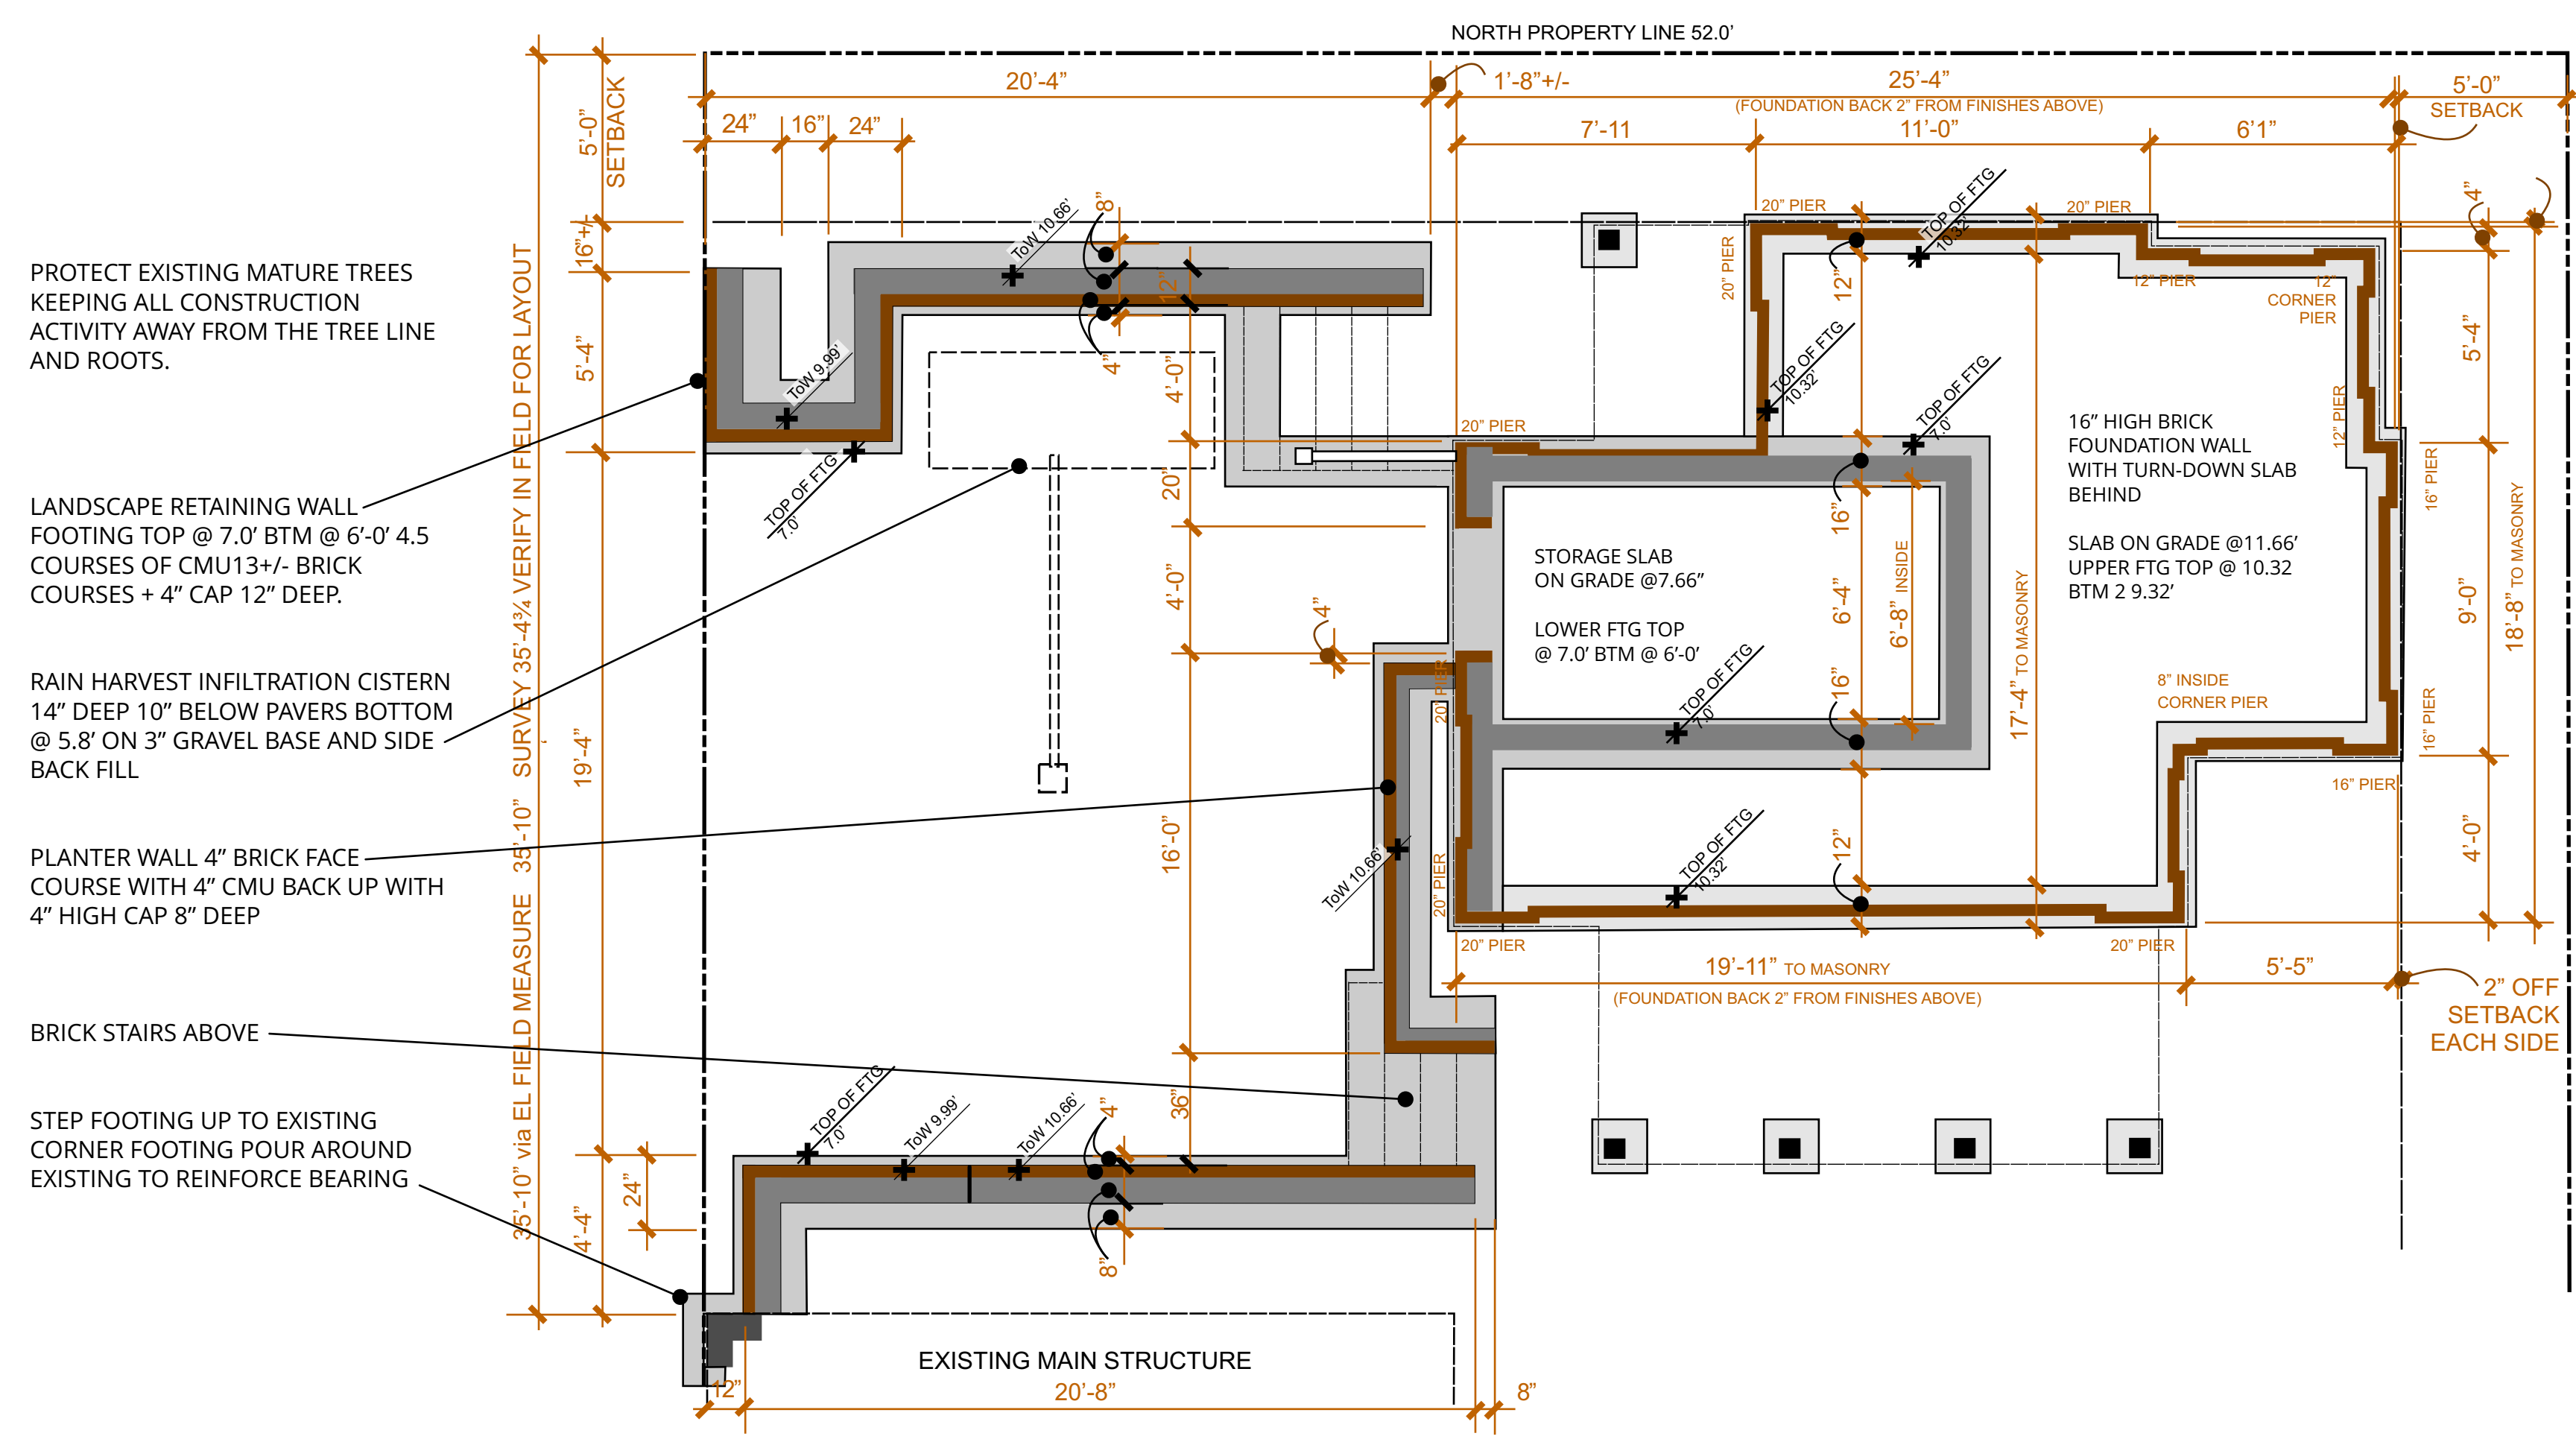 NORTH PROPERTY LINE 52.0’
20’-4”
1’-8”+/-
25’-4”
(FOUNDATION BACK 2” FROM FINISHES ABOVE)
5’-0”
SETBACK
24”
16”
24”
7’-11
11’-0”
6’1”
5’-0”
SETBACK
16”+/-
5’-4”
19’-4”
4’-4”
24”
35’-10” via EL FIELD MEASURE 35’-10” SURVEY 35’-4¾ VERIFY IN FIELD FOR LAYOUT
PROTECT EXISTING MATURE TREES
KEEPING ALL CONSTRUCTION
ACTIVITY AWAY FROM THE TREE LINE
AND ROOTS.
LANDSCAPE RETAINING WALL
FOOTING TOP @ 7.0’ BTM @ 6’-0’ 4.5
COURSES OF CMU13+/- BRICK
COURSES + 4” CAP 12” DEEP.
RAIN HARVEST INFILTRATION CISTERN
14” DEEP 10” BELOW PAVERS BOTTOM
@ 5.8’ ON 3” GRAVEL BASE AND SIDE
BACK FILL
PLANTER WALL 4” BRICK FACE
COURSE WITH 4” CMU BACK UP WITH
4” HIGH CAP 8” DEEP
BRICK STAIRS ABOVE
STEP FOOTING UP TO EXISTING
CORNER FOOTING POUR AROUND
EXISTING TO REINFORCE BEARING
ToW 10.66’
8”
12”
4”
ToW 9.99’
TOP OF FTG
7.0’
4’-0”
20”
4’-0”
16’-0”
36”
4”
ToW 10.66’
TOP OF FTG
7.0’
ToW 9.99’
ToW 10.66’
4”
8”
EXISTING MAIN STRUCTURE
12”
20’-8”
8”
20” PIER
20” PIER
20” PIER
TOP OF FTG
10.32’
12”
TOP OF FTG
10.32’
TOP OF FTG
7.0’
20” PIER
12” PIER
12”
CORNER
PIER
12” PIER
16” PIER
16” PIER
16” PIER
16” HIGH BRICK
FOUNDATION WALL
WITH TURN-DOWN SLAB
BEHIND
SLAB ON GRADE @11.66’
UPPER FTG TOP @ 10.32
BTM 2 9.32’
8” INSIDE
CORNER PIER
STORAGE SLAB
ON GRADE @7.66”
LOWER FTG TOP
@ 7.0’ BTM @ 6’-0’
16”
6’-4”
6’-8” INSIDE
16”
17’-4” TO MASONRY
TOP OF FTG
7.0’
TOP OF FTG
10.32’
12”
20” PIER
20” PIER
20” PIER
20” PIER
19’-11” TO MASONRY
(FOUNDATION BACK 2” FROM FINISHES ABOVE)
5’-5”
4”
5’-4”
9’-0”
18’-8” TO MASONRY
4’-0”
2” OFF
SETBACK
EACH SIDE